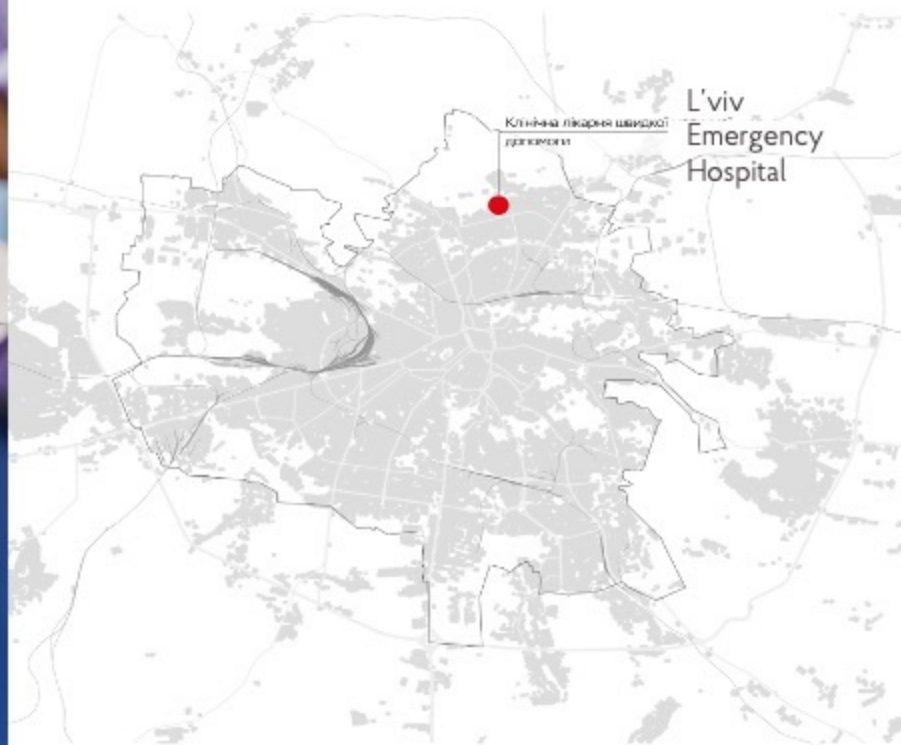 Клінічна лікарня швидкої
допомоги
L'viv
Emergency
Hospital